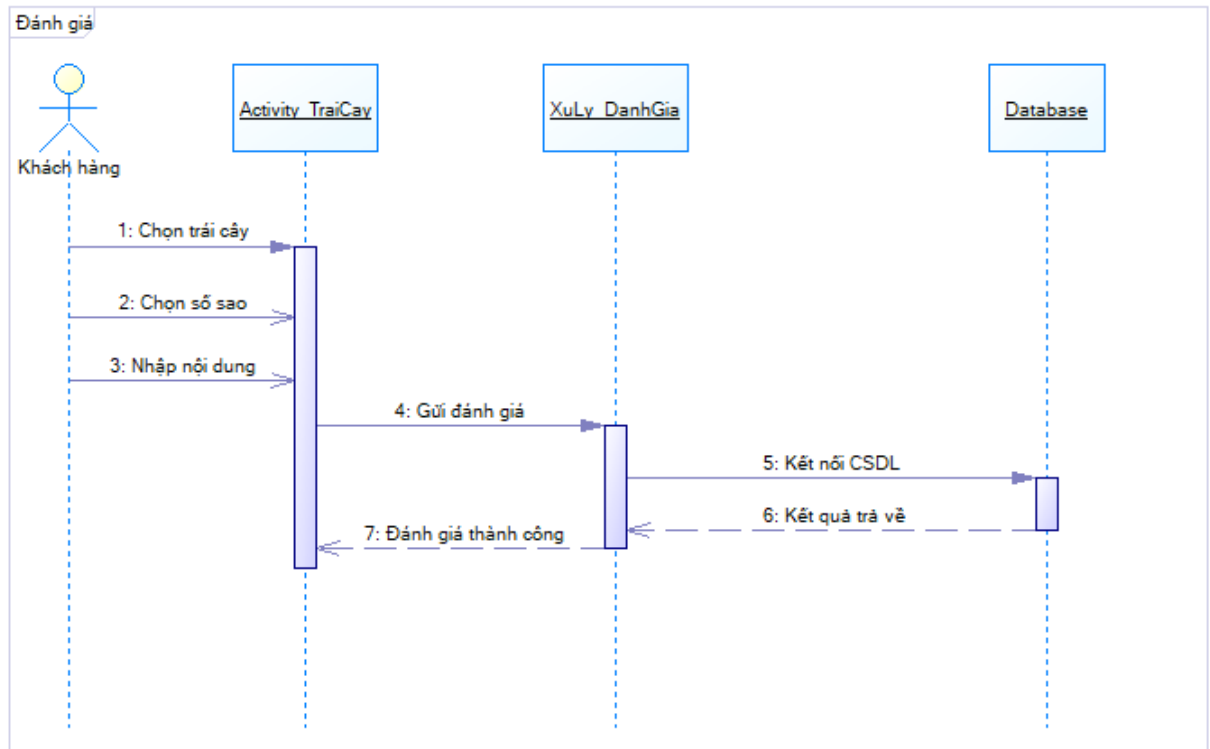 Đánh giá
Activity_TraiCay
XuLy_DanhGia
Database
Khách hàng
1: Chọn trái cây
2: Chọn số sao
3: Nhập nội dung
4: Gửi đánh giá
5: Kết nối CSDL
6: Kết quả trả về
7: Đánh giá thành công